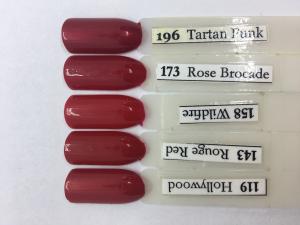 196 Tartan Punk
173 Rose Brocade
158 Wildfire
143 Rouge Red
119 Hollywood